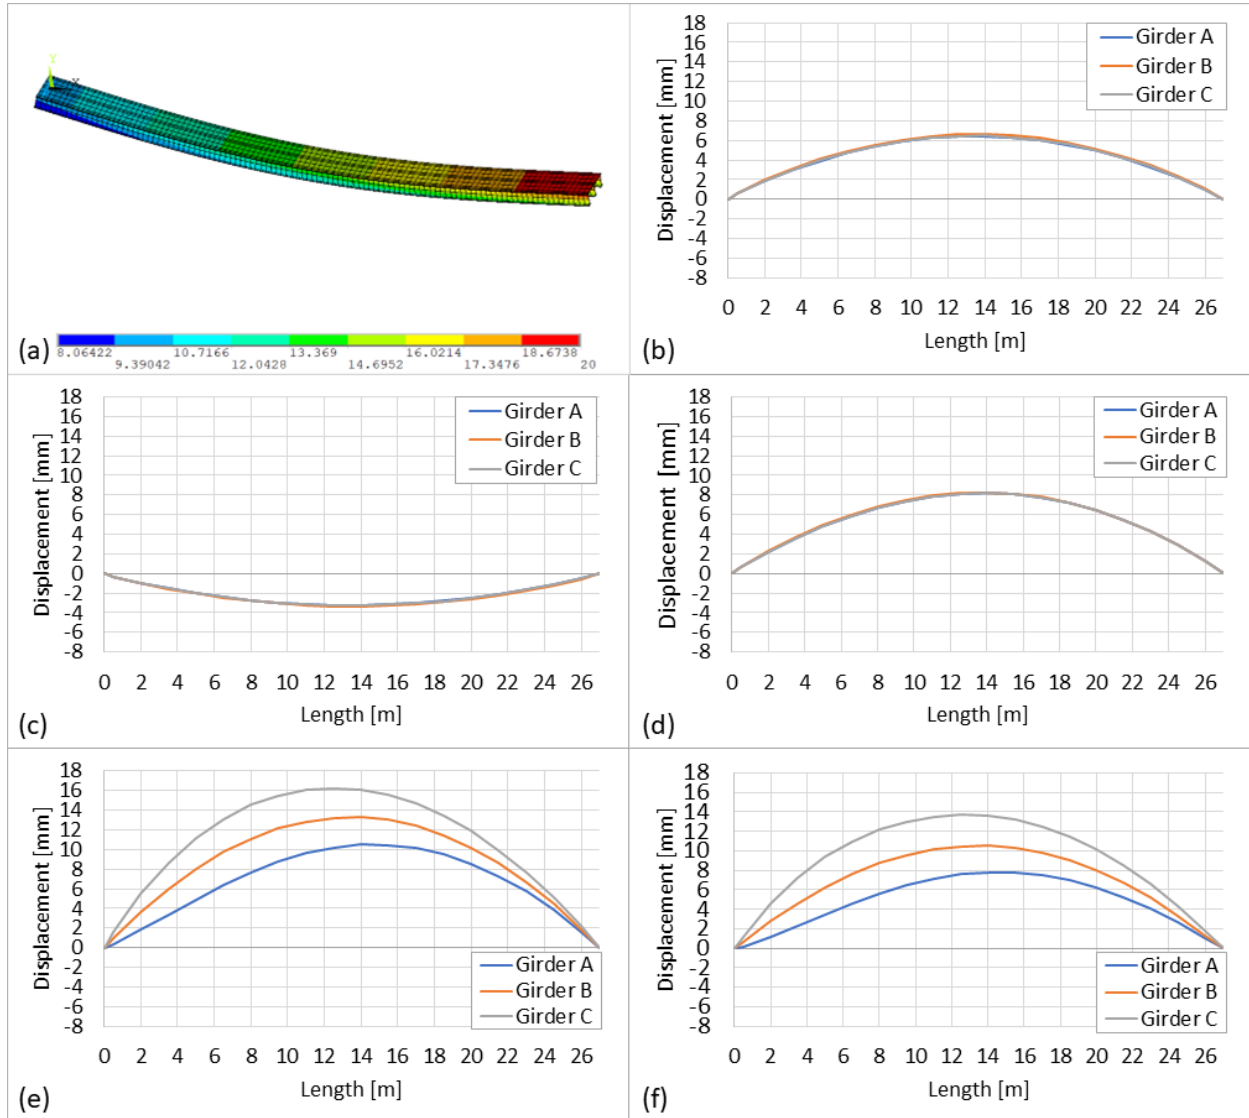 Y
X
8.06422 10.7166 13.369 16.0214 18.6738
9.39042 12.0428 14.6952 17.3476 20
(a)
18
16
14
12
10
8
6
4
2
0
-2
-4
-6
-8
Displacement [mm]
Girder A
Girder B
Girder C
0 2 4 6 8 10 12 14 16 18 20 22 24 26
Length [m]
(b)
18
16
14
12
10
8
6
4
2
0
-2
-4
-6
-8
Displacement [mm]
Girder A
Girder B
Girder C
0 2 4 6 8 10 12 14 16 18 20 22 24 26
Length [m]
(c)
18
16
14
12
10
8
6
4
2
0
-2
-4
-6
-8
Displacement [mm]
Girder A
Girder B
Girder C
0 2 4 6 8 10 12 14 16 18 20 22 24 26
Length [m]
(d)
18
16
14
12
10
8
6
4
2
0
-2
-4
-6
-8
Displacement [mm]
Girder A
Girder B
Girder C
0 2 4 6 8 10 12 14 16 18 20 22 24 26
Length [m]
(e)
18
16
14
12
10
8
6
4
2
0
-2
-4
-6
-8
Displacement [mm]
Girder A
Girder B
Girder C
0 2 4 6 8 10 12 14 16 18 20 22 24 26
Length [m]
(f)